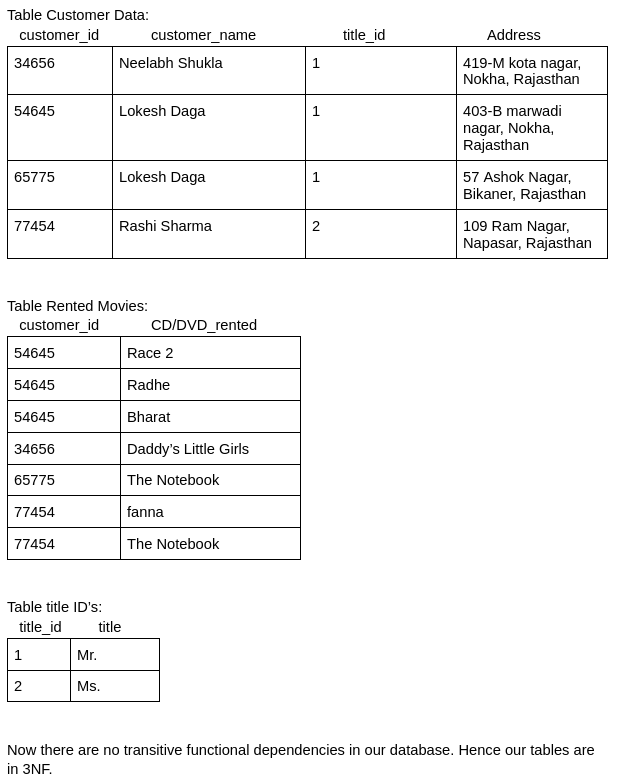 Table Customer Data:
customer_id customer_name title_id Address
34656 Neelabh Shukla 1 419-M kota nagar,
Nokha, Rajasthan
54645 Lokesh Daga 1 403-B marwadi
nagar, Nokha,
Rajasthan
65775 Lokesh Daga 1 57 Ashok Nagar,
Bikaner, Rajasthan
77454 Rashi Sharma 2 109 Ram Nagar,
Napasar, Rajasthan
Table Rented Movies:
customer_id CD/DVD_rented
54645 Race 2
54645 Radhe
54645 Bharat
34656 Daddy’s Little Girls
65775 The Notebook
77454 fanna
77454 The Notebook
Table title ID’s:
title_id title
1 Mr.
2 Ms.
Now there are no transitive functional dependencies in our database. Hence our tables are
in 3NF.